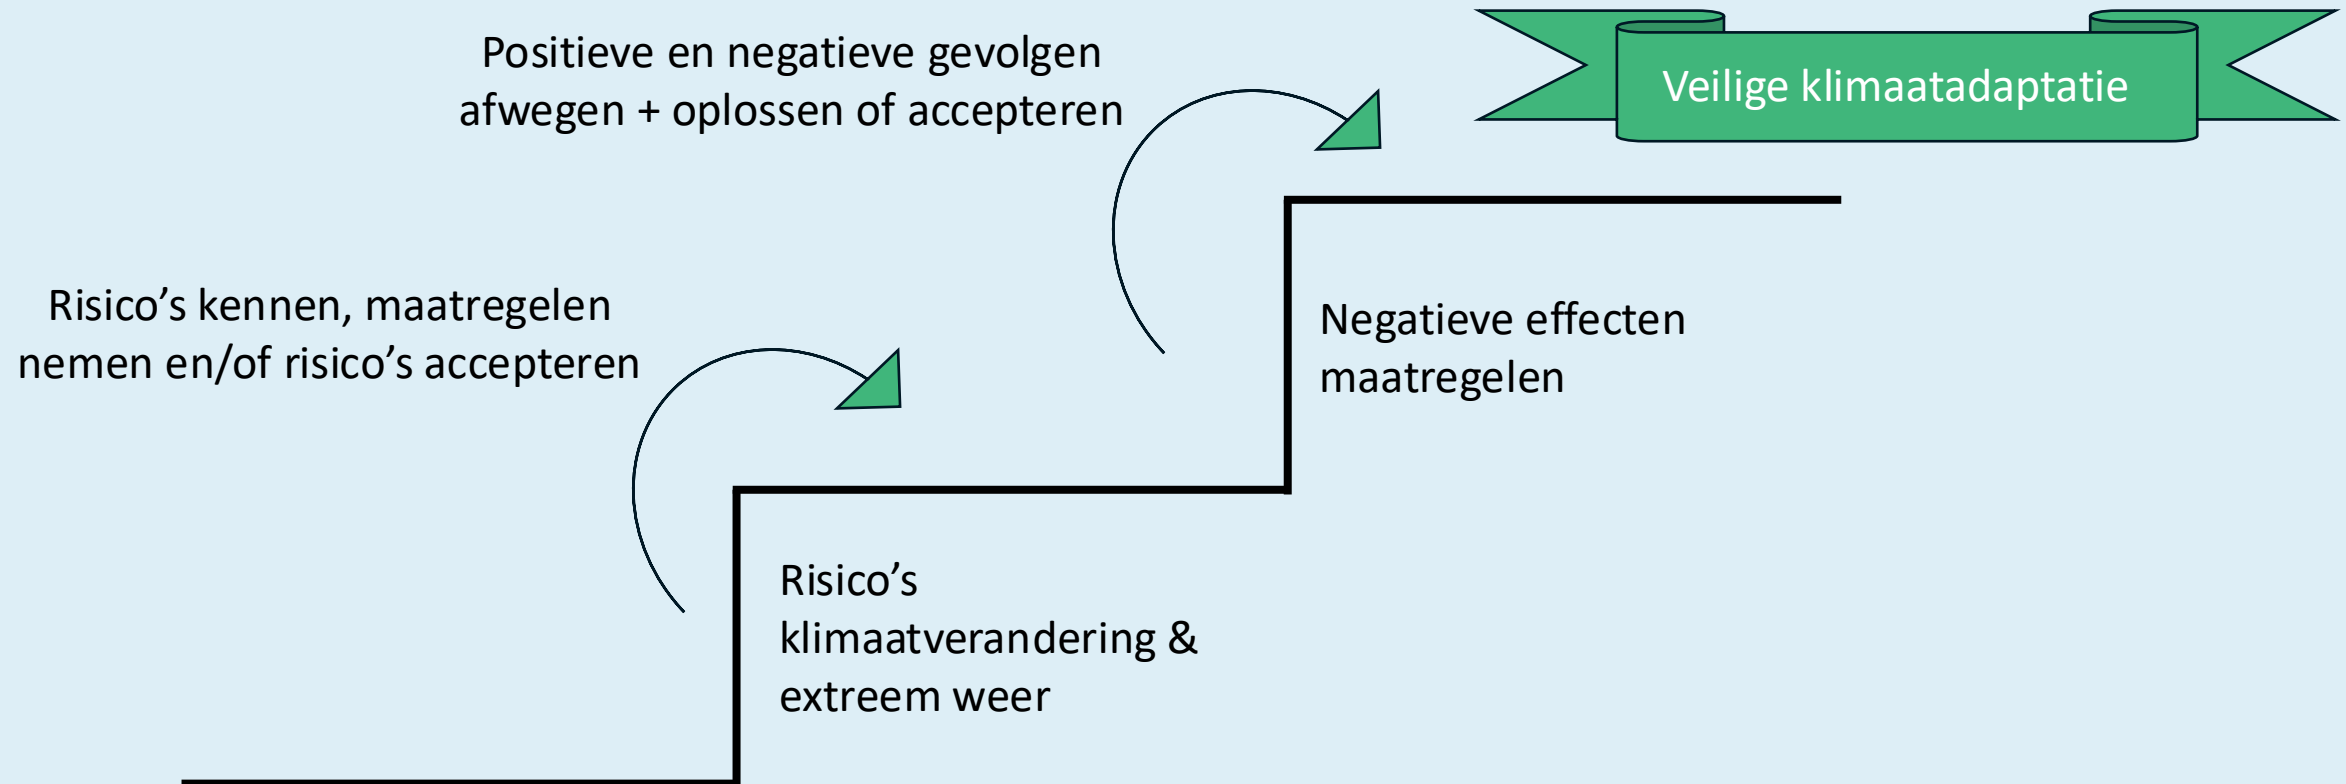 Positieve en negatieve gevolgen
afwegen + oplossen of accepteren
Veilige klimaatadaptatie
Risico’s kennen, maatregelen
nemen en/of risico’s accepteren
Negatieve effecten
maatregelen
Risico’s
klimaatverandering &
extreem weer